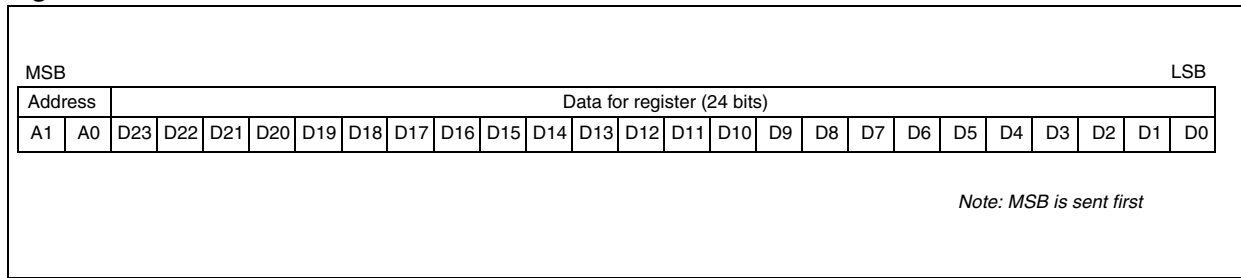 MSB LSB
Address Data for register (24 bits)
A1 A0 D23 D22 D21 D20 D19 D18 D17 D16 D15 D14 D13 D12 D11 D10 D9 D8 D7 D6 D5 D4 D3 D2 D1 D0
Note: MSB is sent first